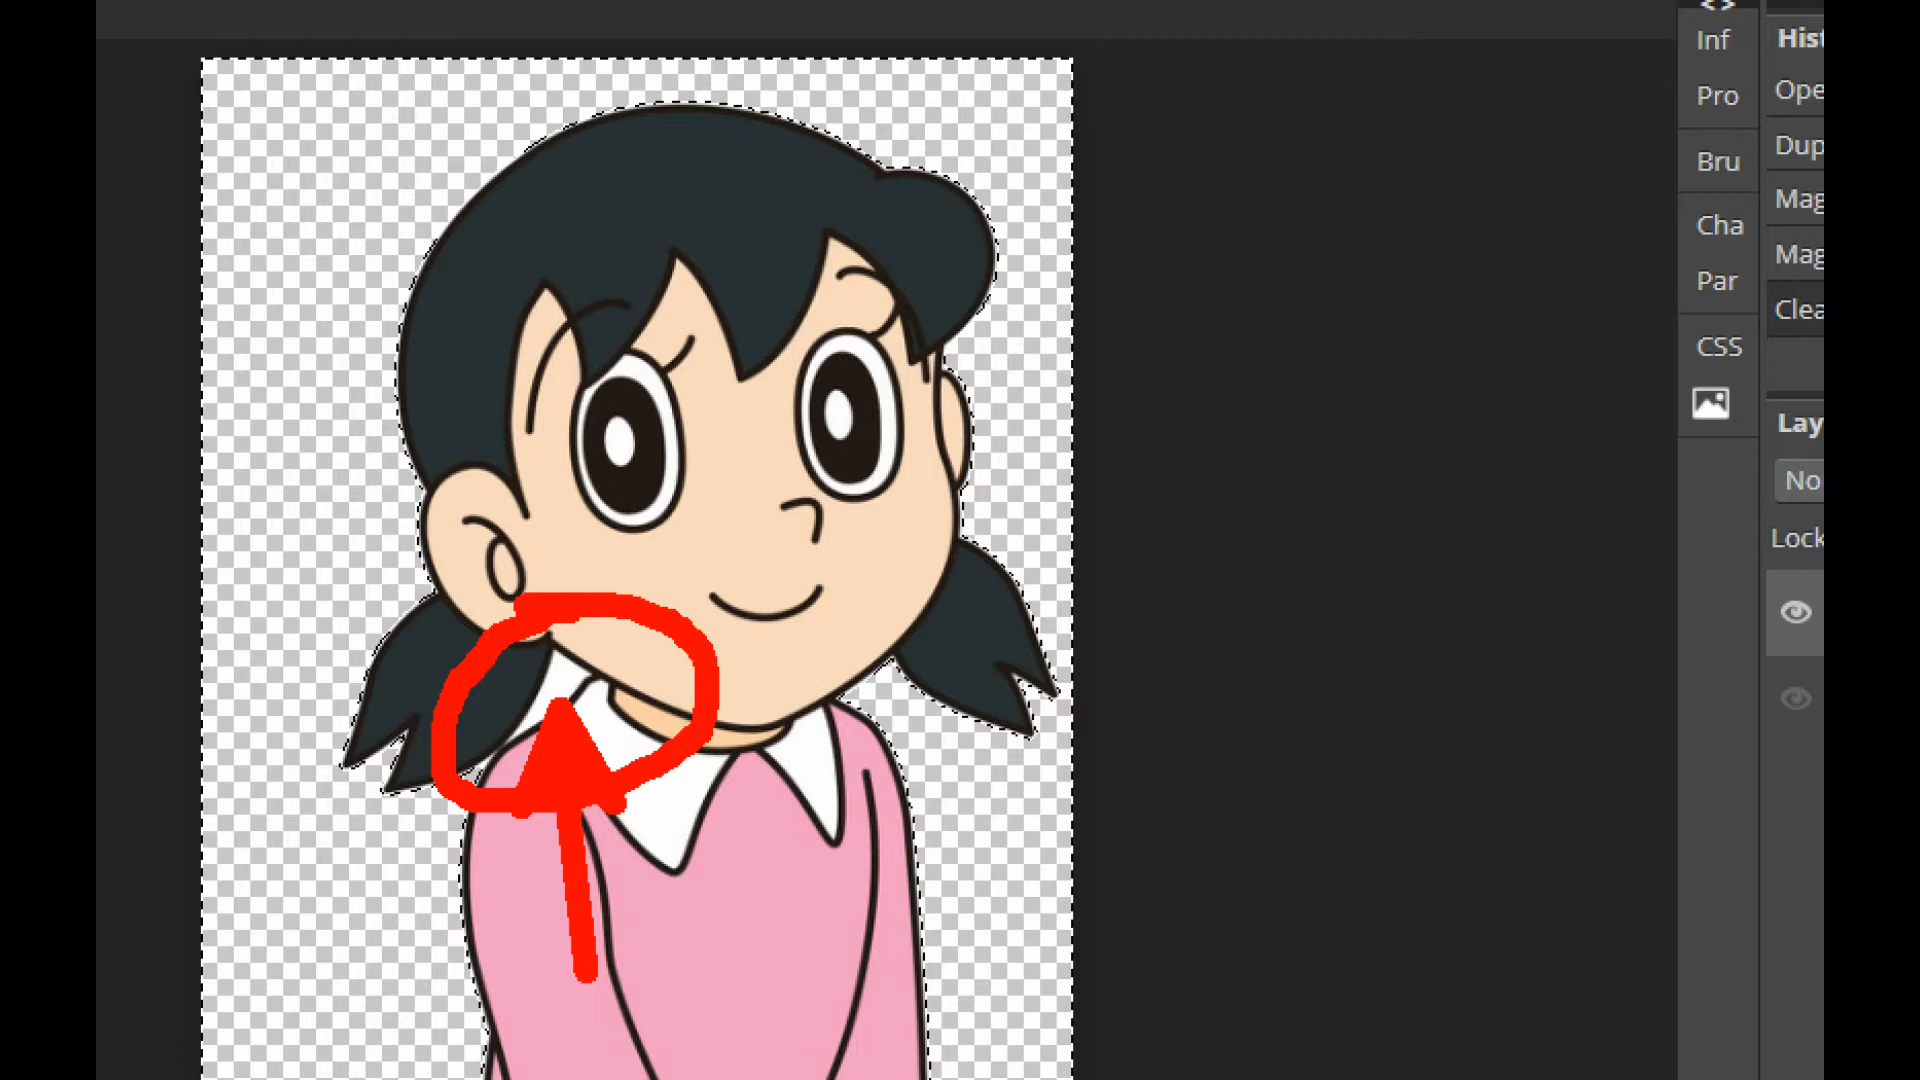 <>
Inf
Pro
Bru
Cha
Par
CSS
Hist
Ope
Dup
Mag
Mag
Clea
Lay
No
Lock